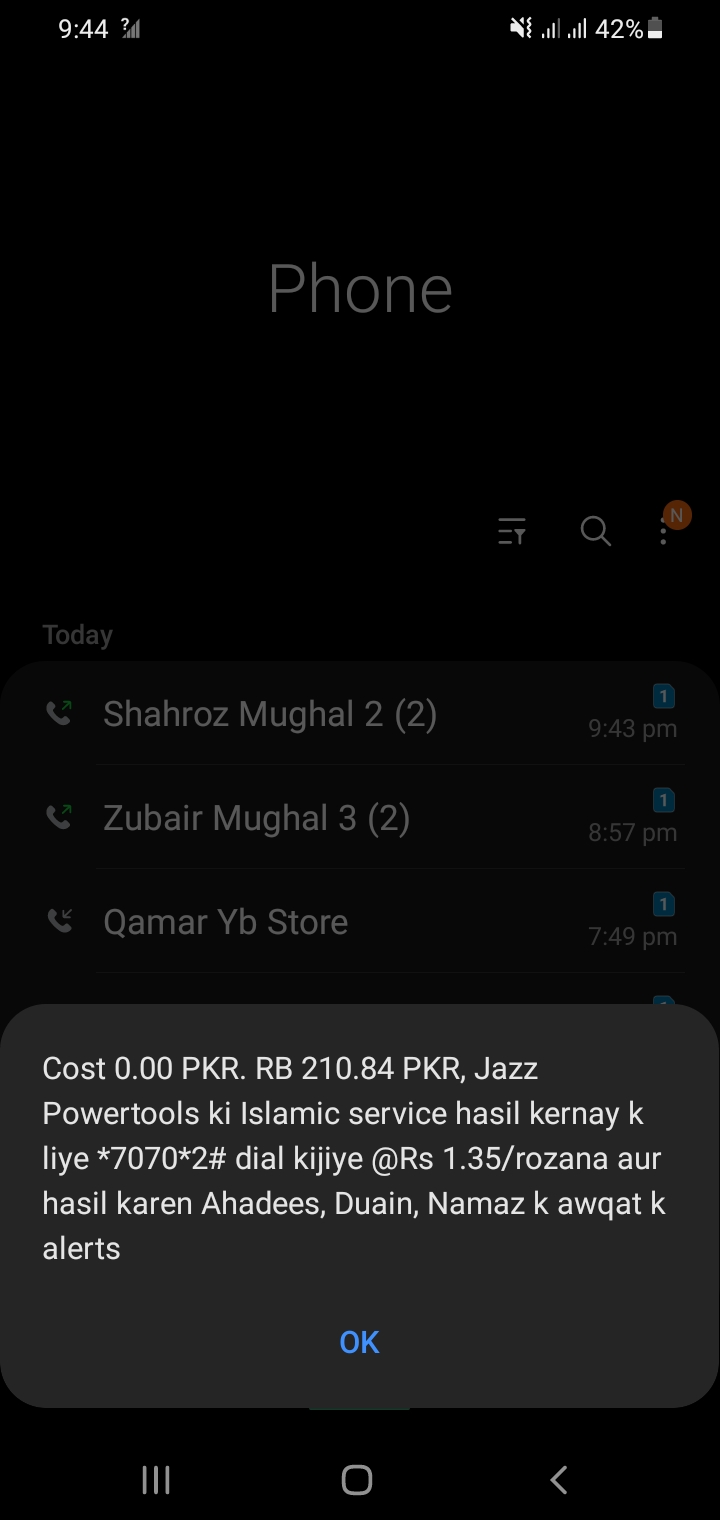 9:44 ? 42%
Phone
N
Today
Shahroz Mughal 2 (2)
1
9:43 pm
Zubair Mughal 3 (2)
1
8:57 pm
Qamar Yb Store
1
7:49 pm
1
Cost 0.00 PKR. RB 210.84 PKR, Jazz
Powertools ki Islamic service hasil kernay k
liye *7070*2# dial kijiye @Rs 1.35/rozana aur
hasil karen Ahadees, Duain, Namaz k awqat k
alerts
OK